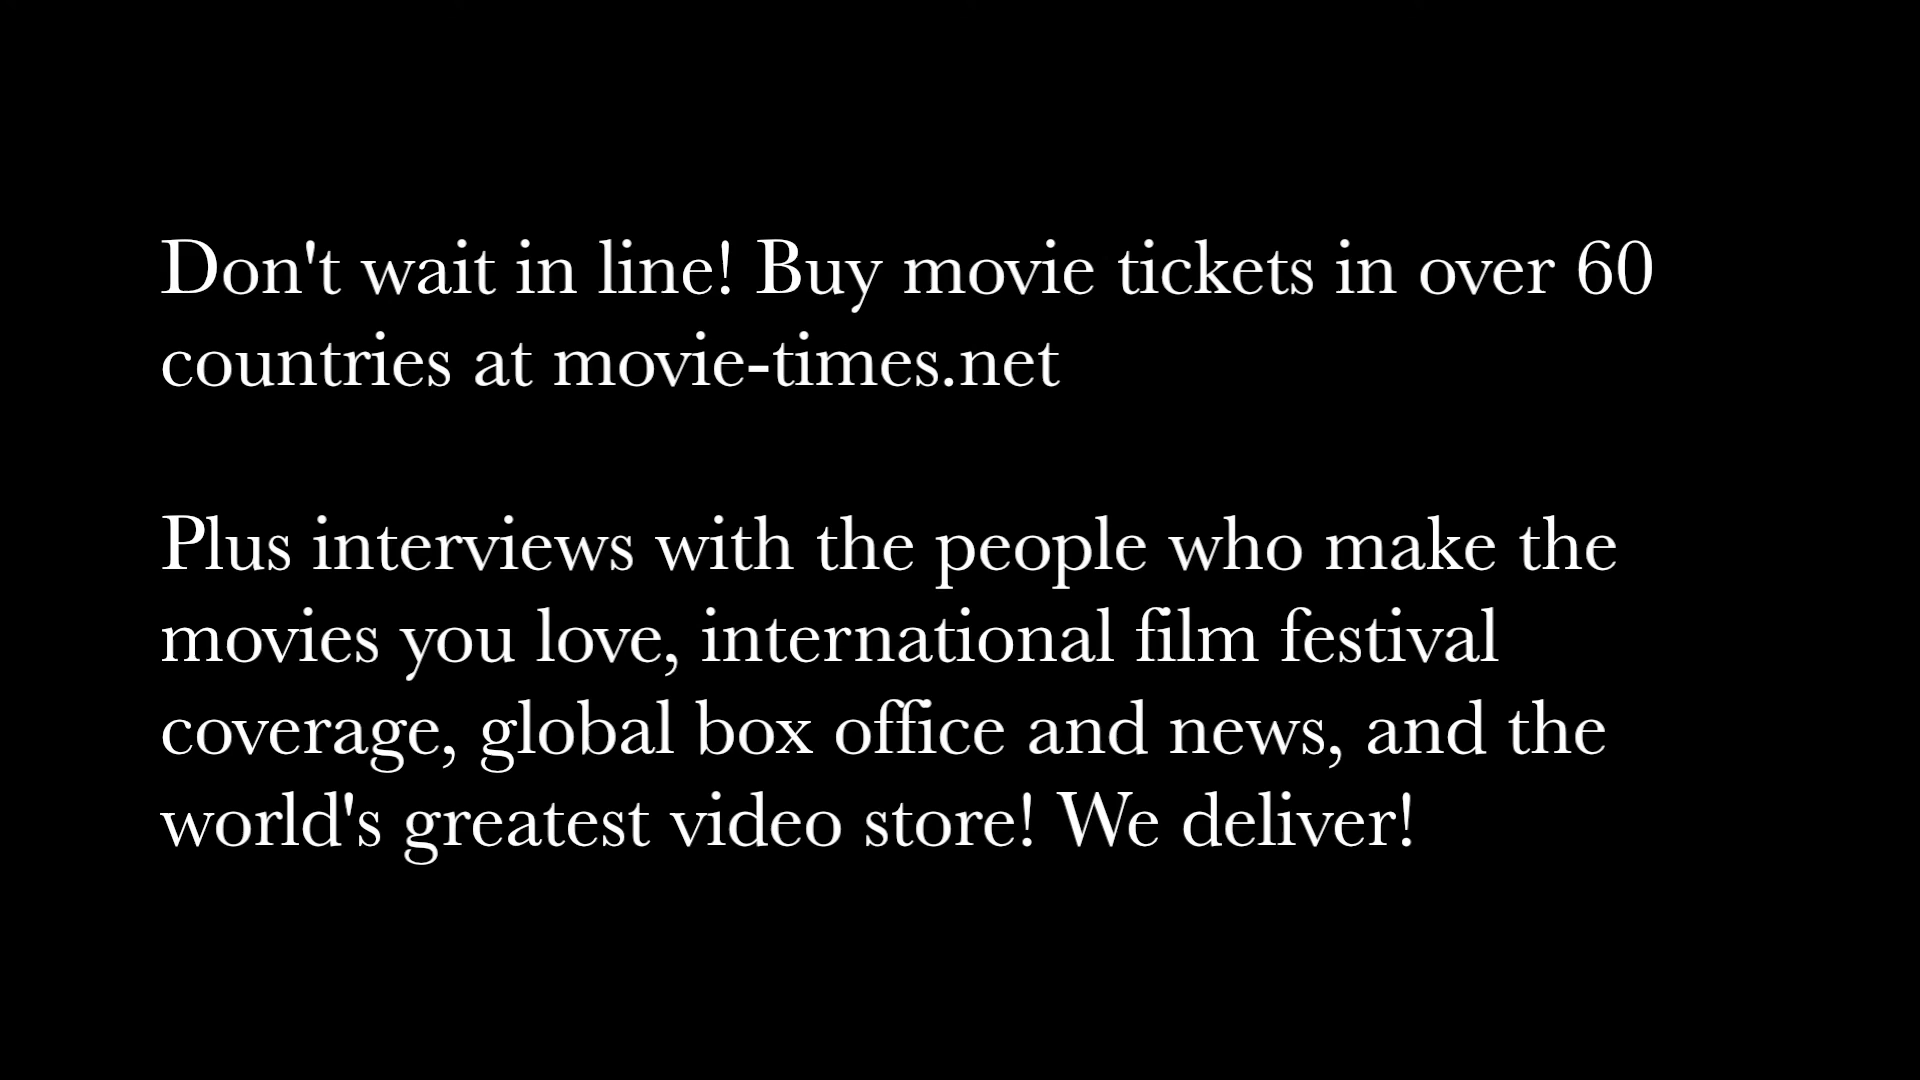 Don't wait in line! Buy movie tickets in over 60
countries at movie-times.net
Plus interviews with the people who make the
movies you love, international film festival
coverage, global box office and news, and the
world's greatest video store! We deliver!